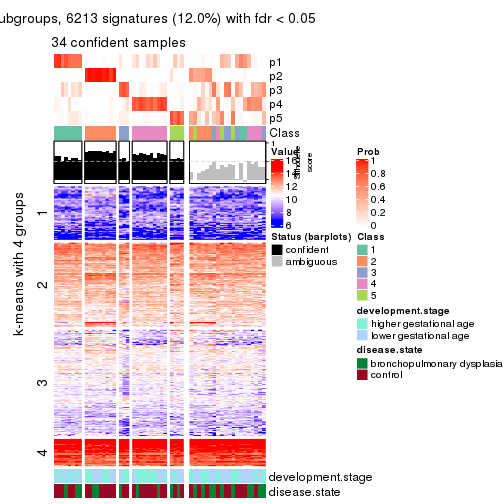 ubgroups, 6213 signatures (12.0%) with fdr < 0.05
34 confident samples
p1
p2
p3
p4
p5
Class
1
Value
16
14
12
10
8
6
silhouette
score
Prob
1
0.8
0.6
0.4
0.2
0
Status (barplots)
confident
ambiguous
Class
1
2
3
4
5
development.stage
higher gestational age
lower gestational age
disease.state
bronchopulmonary dysplasia
control
k-means with 4 groups
1
2
3
4
development.stage
disease.state